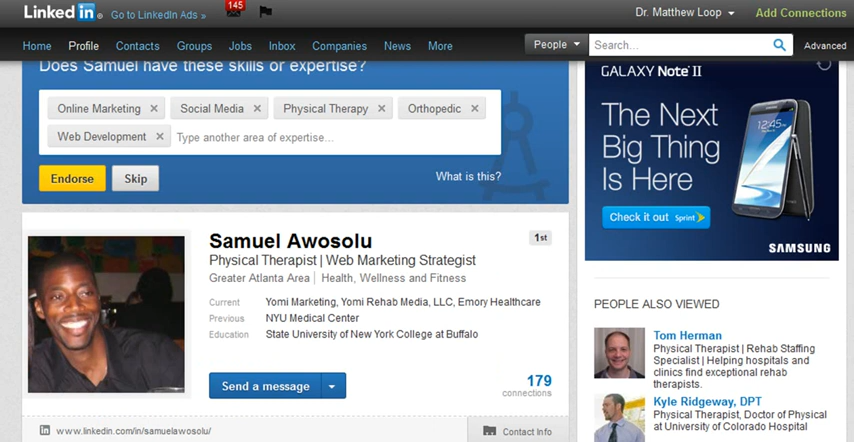 Linked in ® Go to LinkedIn Ads » 145 Dr. Matthew Loop Add Connections
Home Profile Contacts Groups Jobs Inbox Companies News More People Search... Advanced
Does Samuel have these skills or expertise?
Online Marketing × Social Media × Physical Therapy × Orthopedic ×
Web Development × Type another area of expertise...
Endorse Skip What is this?
GALAXY Note II
The Next
Big Thing
Is Here
12:45
Check it out Sprint
SAMSUNG
Samuel Awosolu 1st
Physical Therapist | Web Marketing Strategist
Greater Atlanta Area | Health, Wellness and Fitness
Current Yomi Marketing, Yomi Rehab Media, LLC, Emory Healthcare
Previous NYU Medical Center
Education State University of New York College at Buffalo
Send a message 179
connections
in www.linkedin.com/in/samuelawosolu/ Contact Info
PEOPLE ALSO VIEWED
Tom Herman
Physical Therapist | Rehab Staffing
Specialist | Helping hospitals and
clinics find exceptional rehab
therapists.
Kyle Ridgeway, DPT
Physical Therapist, Doctor of Physical
at University of Colorado Hospital